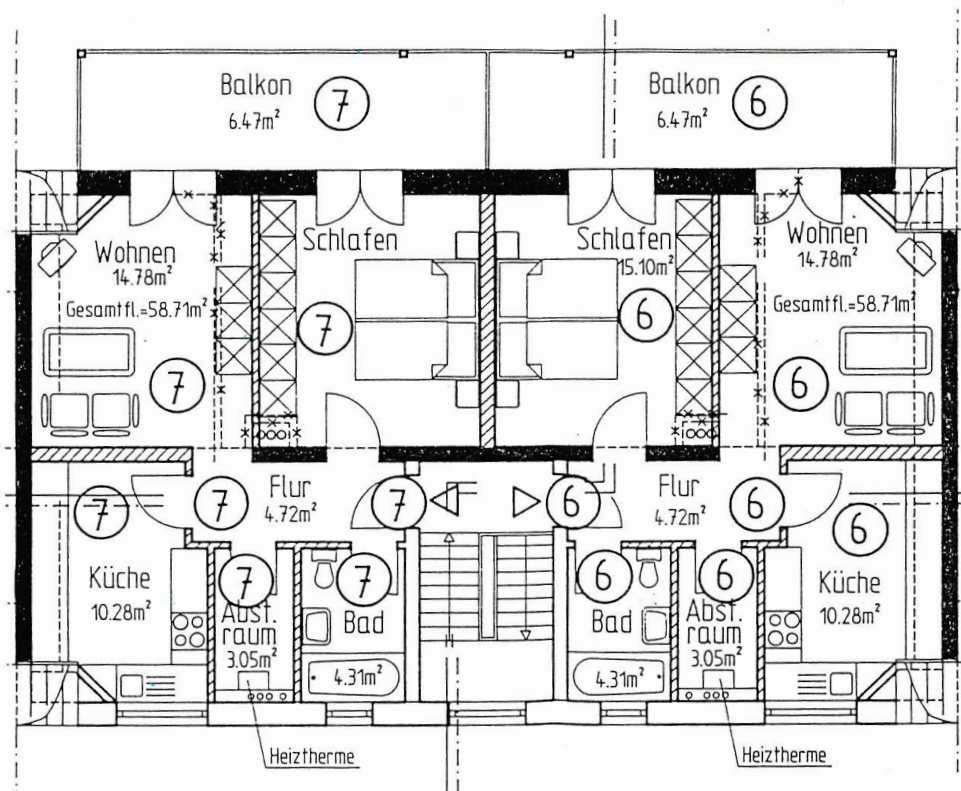 Balkon
6.47m²
7
Balkon
6.47m²
6
Wohnen
14.78m²
Gesamtfl.=58.71m²
7
Schlafen
7
Schlafen
15.10m²
6
Wohnen
14.78m²
Gesamtfl.=58.71m²
6
Flur
4.72m²
7
7
Flur
4.72m²
6
6
7
Küche
10.28m²
7
Abst.
raum
3.05m²
7
Bad
4.31m²
6
Bad
4.31m²
6
Abst.
raum
3.05m²
6
Küche
10.28m²
Heiztherme
Heiztherme